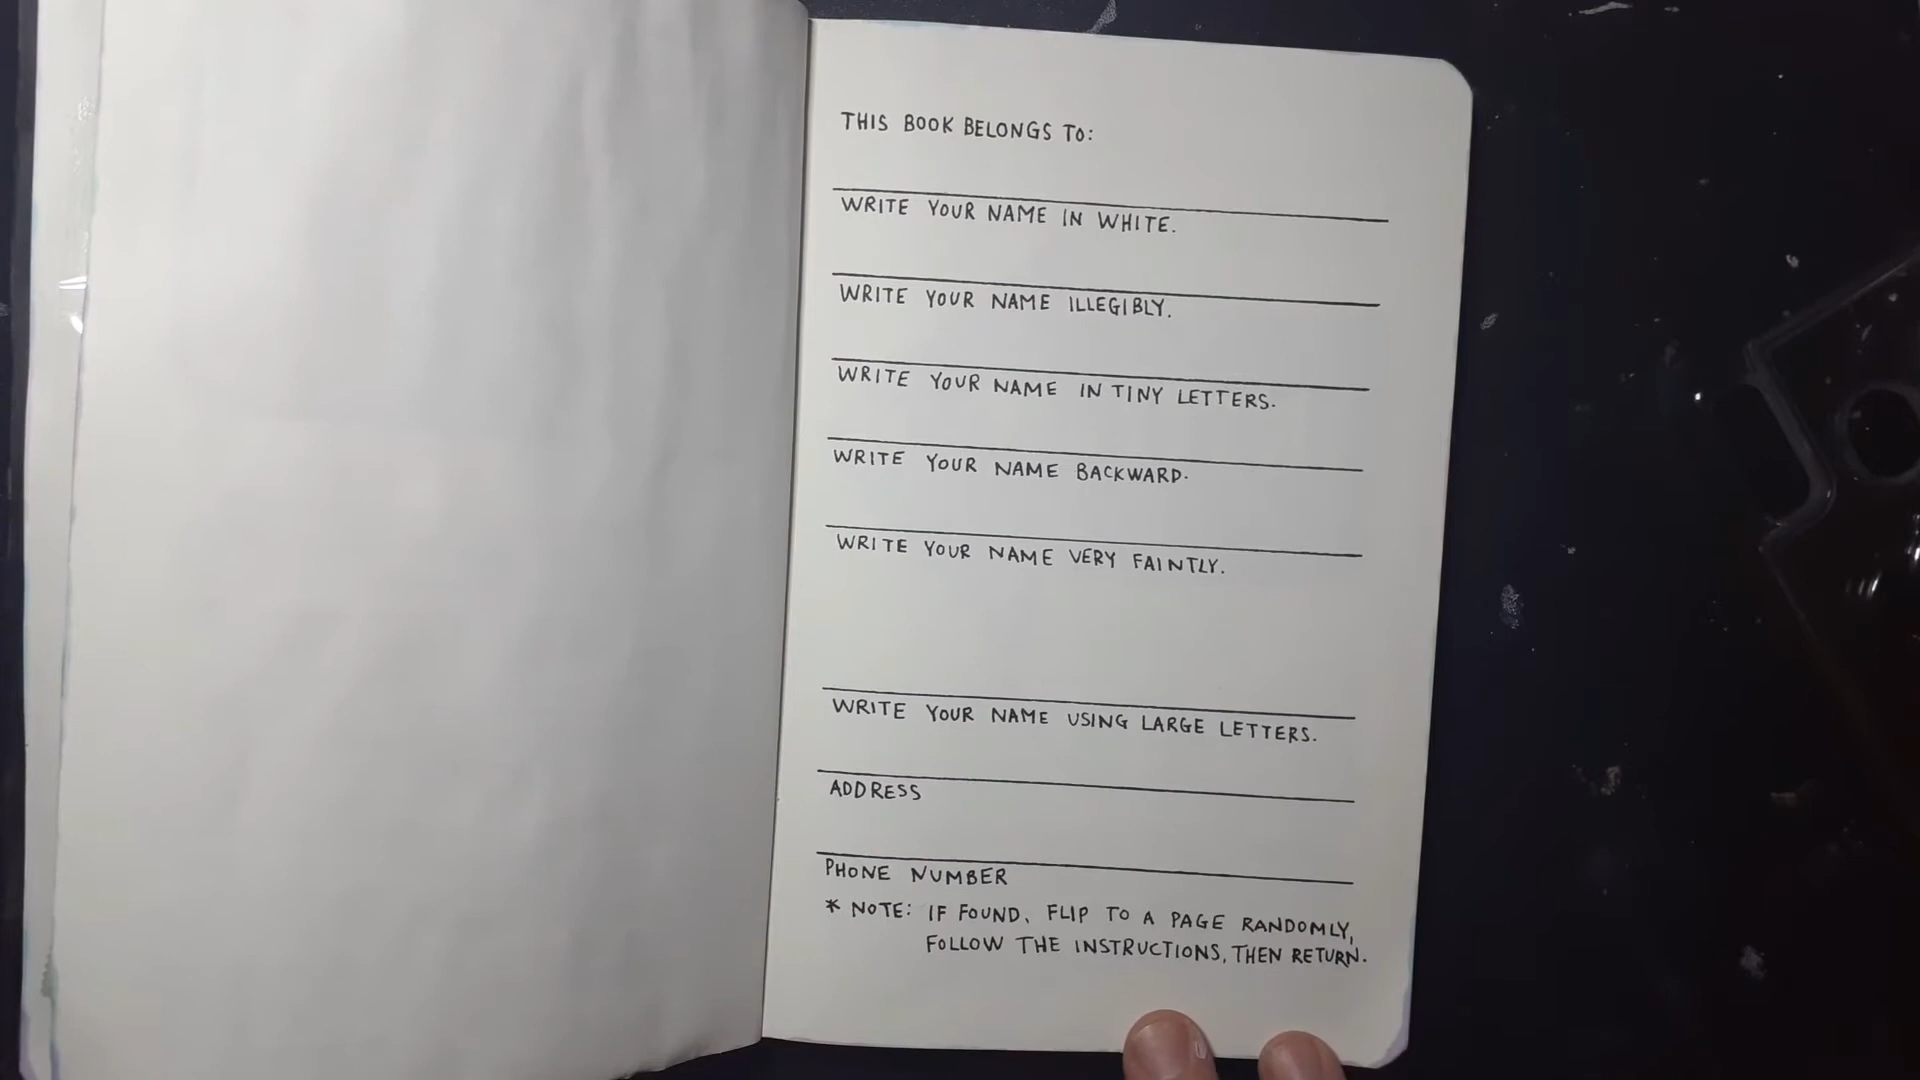 THIS BOOK BELONGS TO:
WRITE YOUR NAME IN WHITE.
WRITE YOUR NAME ILLEGIBLY.
WRITE YOUR NAME IN TINY LETTERS.
WRITE YOUR NAME BACKWARD.
WRITE YOUR NAME VERY FAINTLY.
WRITE YOUR NAME USING LARGE LETTERS.
ADDRESS
PHONE NUMBER
* NOTE: IF FOUND, FLIP TO A PAGE RANDOMLY,
FOLLOW THE INSTRUCTIONS, THEN RETURN.